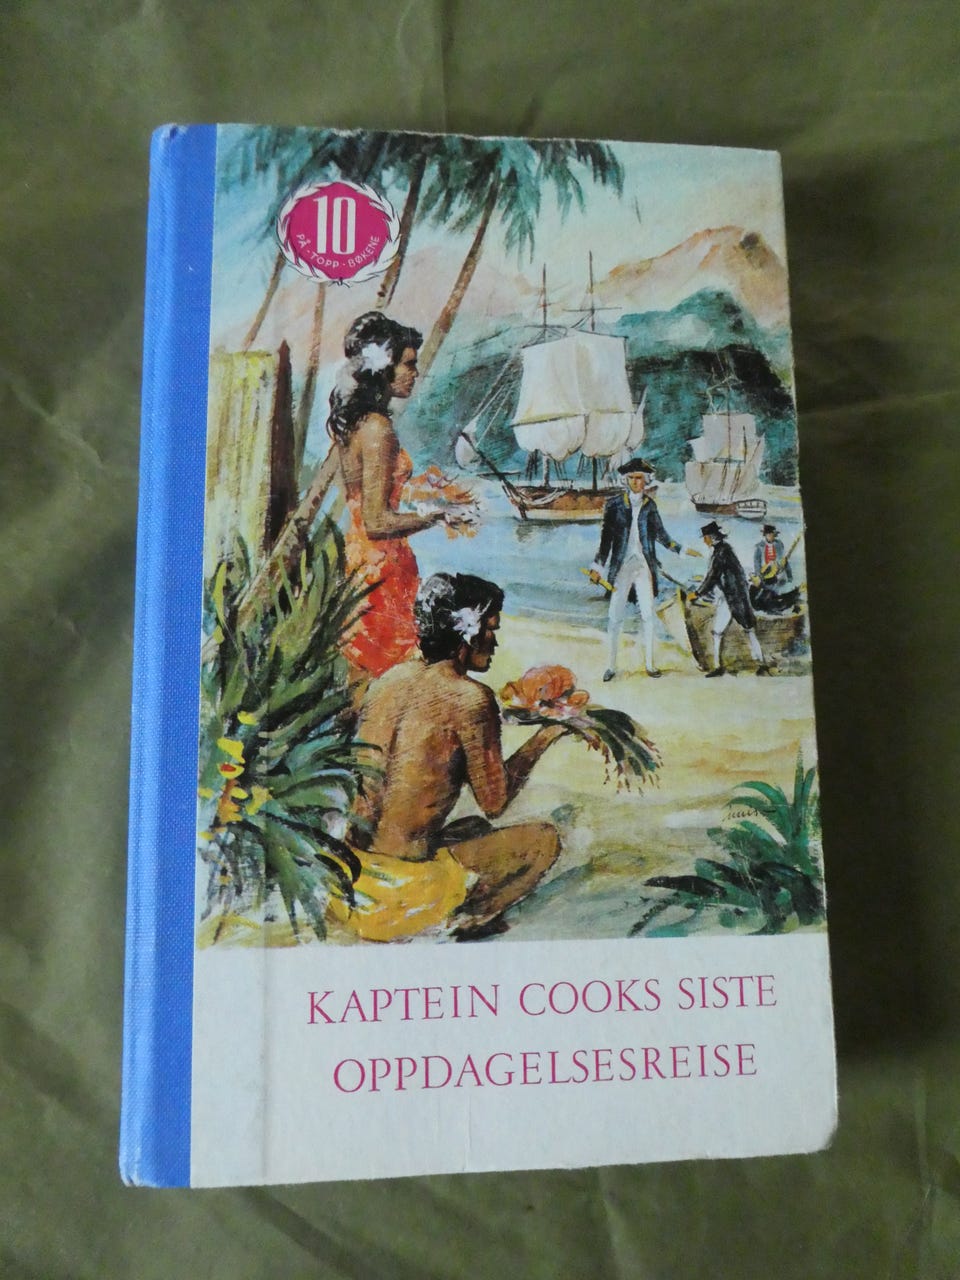 10
PÅ-TOPP-BØKENE
KAPTEIN COOKS SISTE
OPPDAGELSESREISE